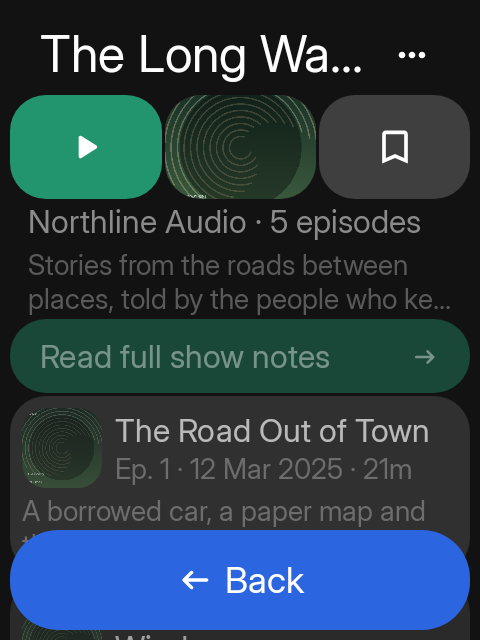 The Long Wa...
Northline Audio · 5 episodes
Stories from the roads between
places, told by the people who ke...
Read full show notes
The Road Out of Town
Ep. 1 · 12 Mar 2025 · 21m
A borrowed car, a paper map and
Back